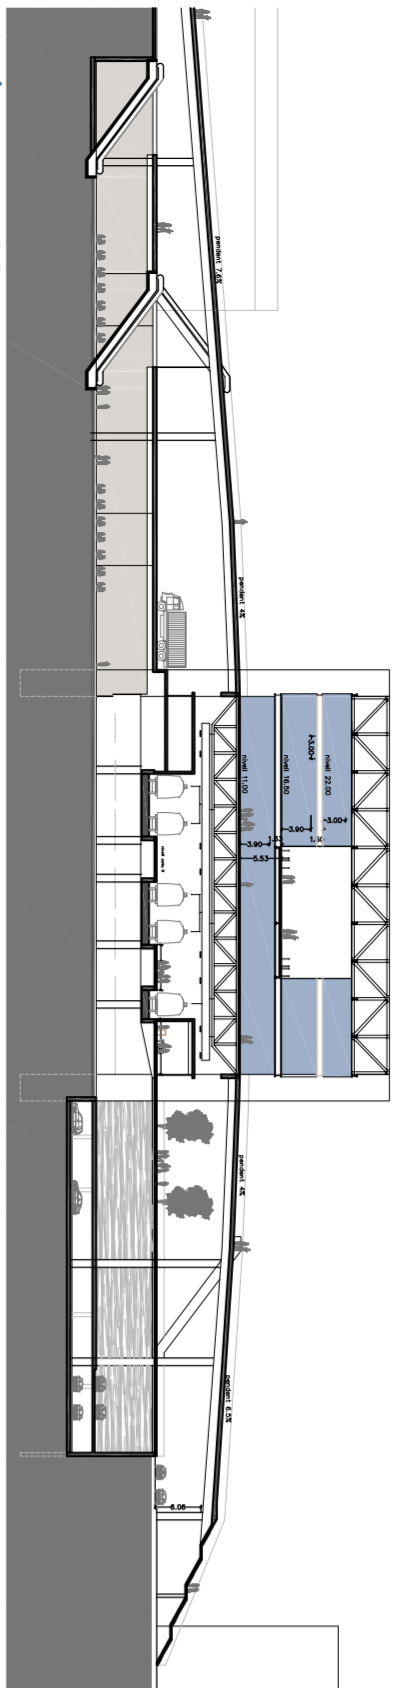 pendent 7.6%
pendent 4%
nivell 11.00
nivell 16.50
nivell 22.00
3.00
3.00
3.90
3.90
5.53
pendent 4%
pendent 6.5%
6.06